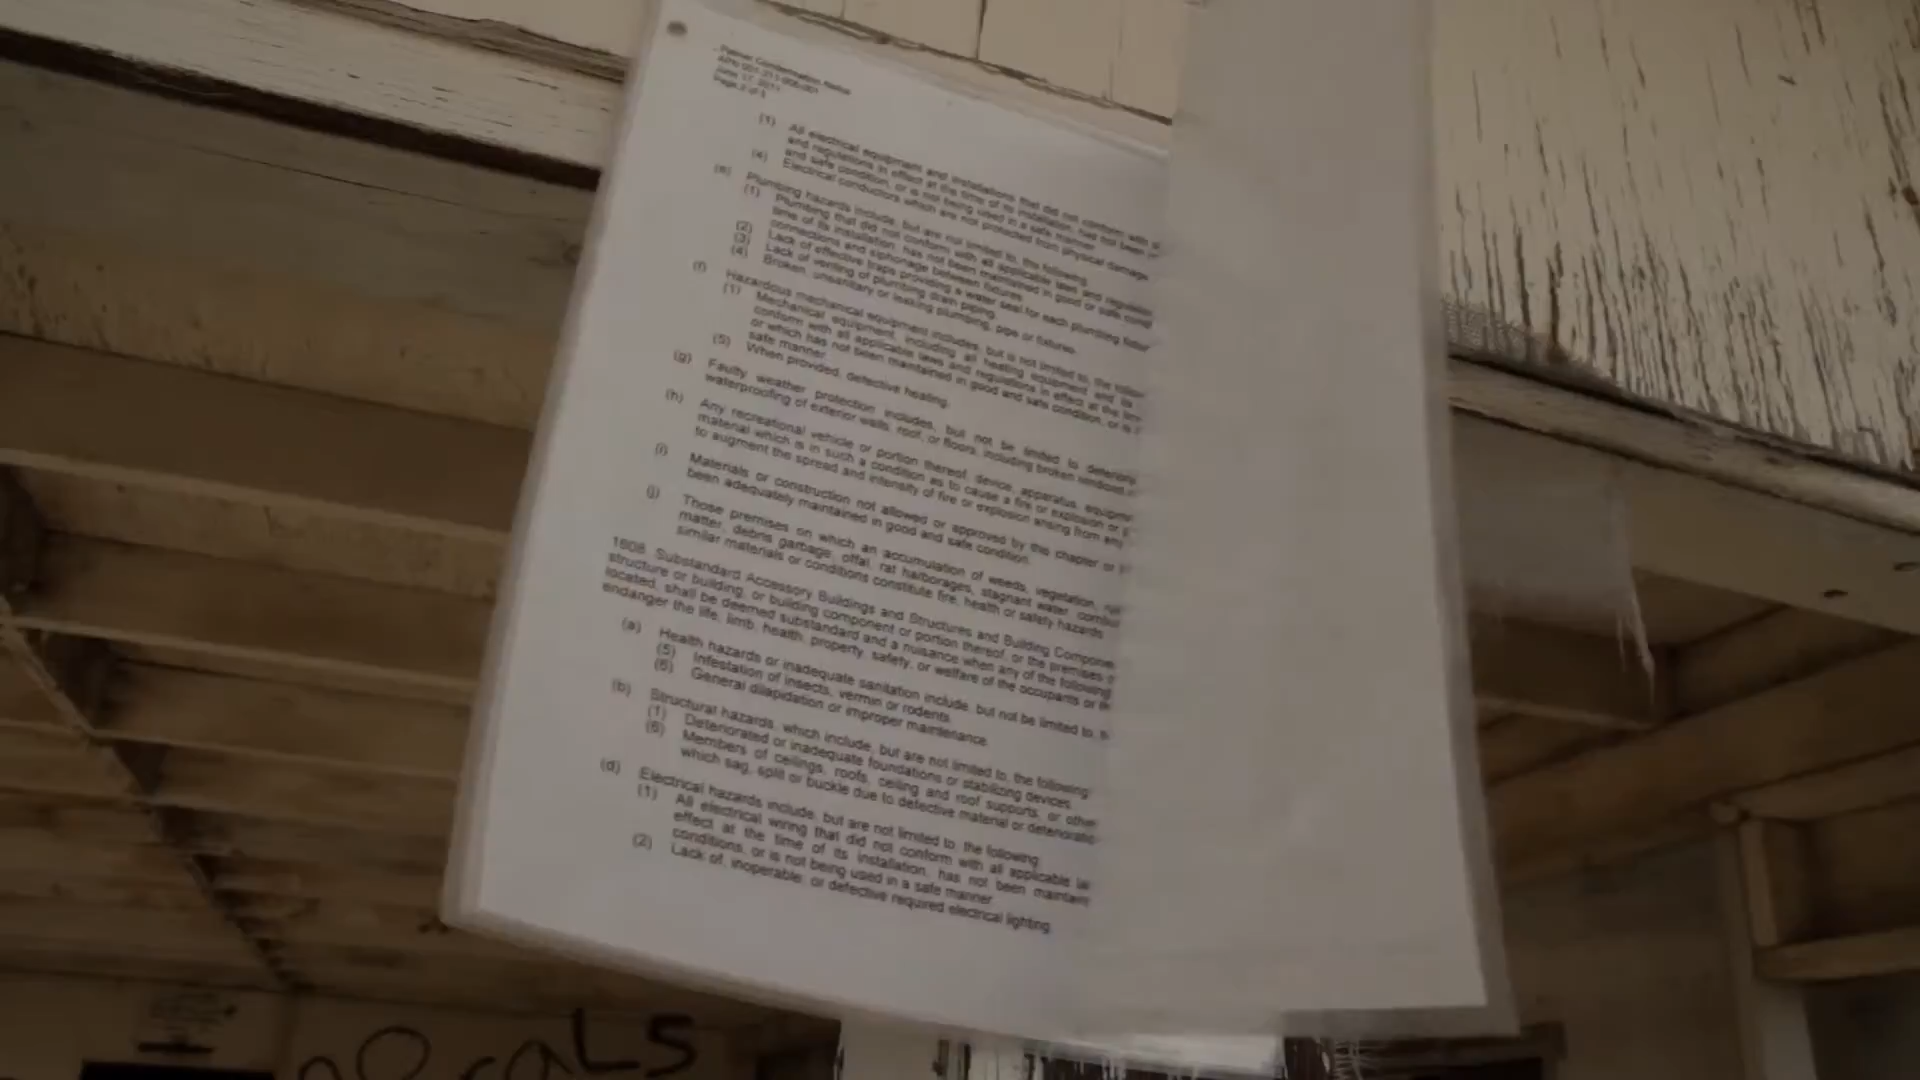 Condemnation Notice
June 17, 2011
Page 2 of 3
(1) All electrical equipment and installations that did not conform with
and regulations in effect at the time of its installation, had not been
and safe condition, or is not being used in a safe manner.
(4) Electrical conductors which are not protected from physical damage.
(e) Plumbing hazards include, but are not limited to, the following:
(1) Plumbing that did not conform with all applicable laws and
time of its installation, has not been maintained in good or safe
connections and siphonage between fixtures.
(2) Lack of effective traps providing a water seal for each plumbing
(3) Lack of venting of plumbing drain piping.
(4) Broken, unsanitary or leaking plumbing, pipe or fixtures.
(f) Hazardous mechanical equipment includes, but is not limited to, the
(1) Mechanical equipment, including all heating equipment and its
conform with all applicable laws and regulations in effect at the
or which has not been maintained in good and safe condition, or is
safe manner.
(5) When provided, defective heating.
(g) Faulty weather protection includes, but not be limited to
waterproofing of exterior walls, roof, or floors, including broken windows
(h) Any recreational vehicle or portion thereof, device, apparatus,
material which is in such a condition as to cause a fire or explosion or
to augment the spread and intensity of fire or explosion arising from any
(i) Materials or construction not allowed or approved by this chapter or
been adequately maintained in good and safe condition.
(j) Those premises on which an accumulation of weeds, vegetation,
matter, debris, garbage, offal, rat harborages, stagnant water,
similar materials or conditions constitute fire, health or safety hazards.
1608. Substandard Accessory Buildings and Structures and Building
structure or building, or building component or portion thereof, or the premises
located, shall be deemed substandard and a nuisance when any of the following
endanger the life, limb, health, property, safety, or welfare of the occupants or
(a) Health hazards or inadequate sanitation include, but not be limited to,
(5) Infestation of insects, vermin or rodents.
(6) General dilapidation or improper maintenance.
(b) Structural hazards, which include, but are not limited to, the following:
(1) Deteriorated or inadequate foundations or stabilizing devices.
(6) Members of ceilings, roofs, ceiling and roof supports, or other
which sag, split or buckle due to defective material or
(d) Electrical hazards include, but are not limited to, the following:
(1) All electrical wiring that did not conform with all applicable
effect at the time of its installation, has not been
conditions, or is not being used in a safe manner.
(2) Lack of, inoperable, or defective required electrical lighting.